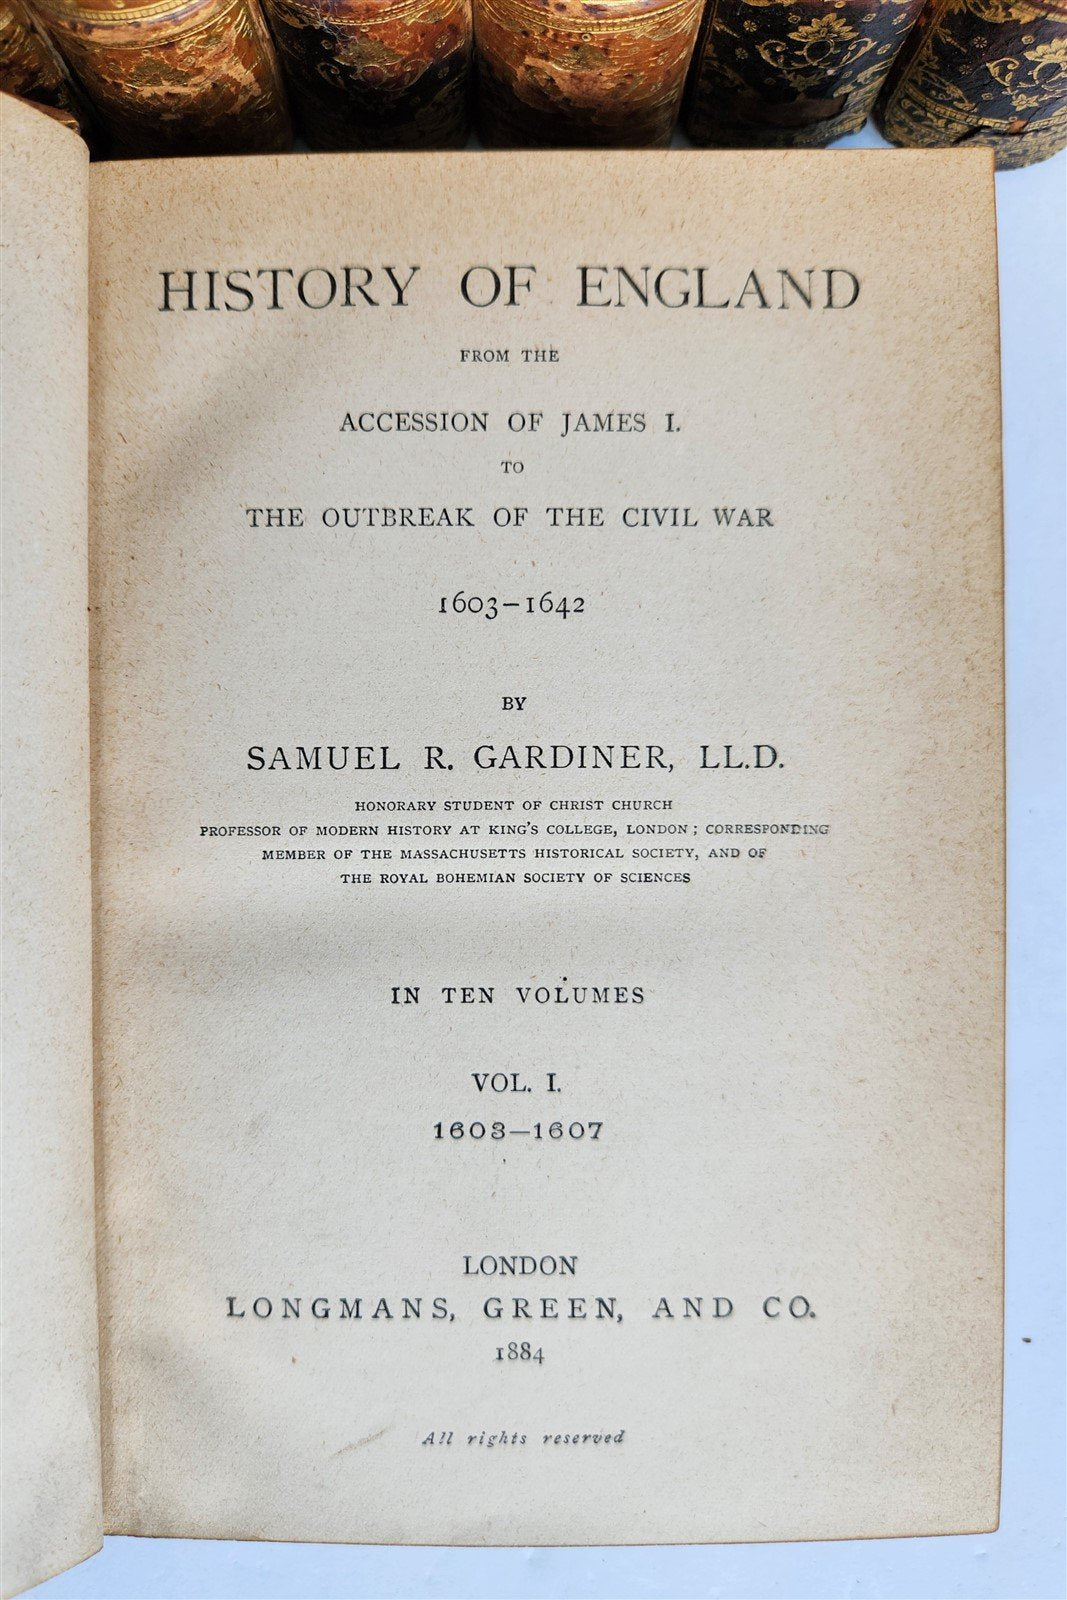 HISTORY OF ENGLAND
FROM THE
ACCESSION OF JAMES I.
TO
THE OUTBREAK OF THE CIVIL WAR
1603–1642
BY
SAMUEL R. GARDINER, LL.D.
HONORARY STUDENT OF CHRIST CHURCH
PROFESSOR OF MODERN HISTORY AT KING'S COLLEGE, LONDON ; CORRESPONDING
MEMBER OF THE MASSACHUSETTS HISTORICAL SOCIETY, AND OF
THE ROYAL BOHEMIAN SOCIETY OF SCIENCES
IN TEN VOLUMES
VOL. I.
1603—1607
LONDON
LONGMANS, GREEN, AND CO.
1884
All rights reserved